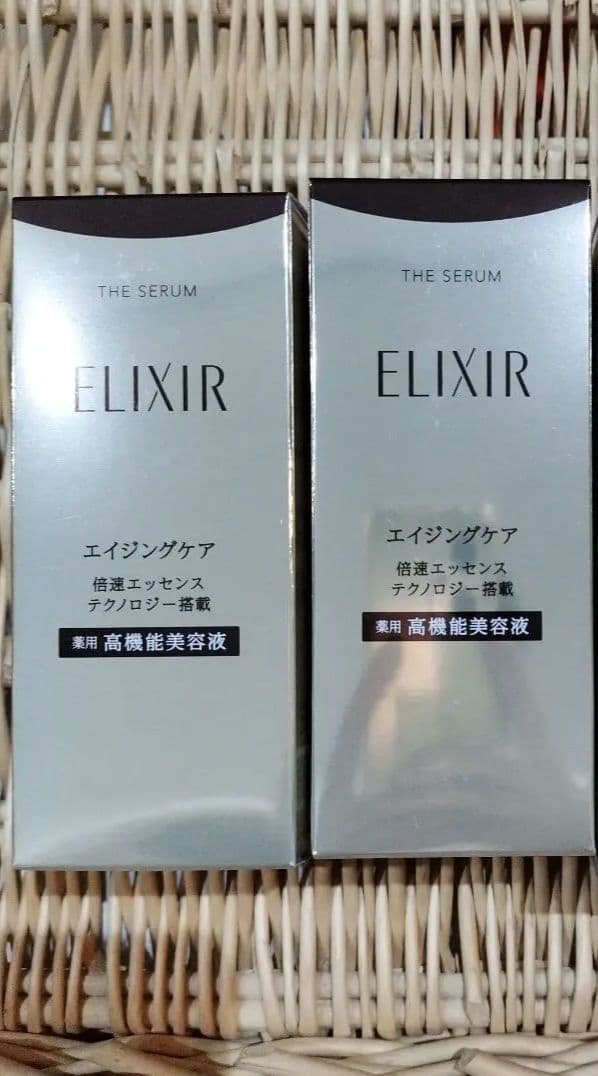 THE SERUM
ELIXIR
エイジングケア
倍速エッセンス
テクノロジー搭載
薬用 高機能美容液
THE SERUM
ELIXIR
エイジングケア
倍速エッセンス
テクノロジー搭載
薬用 高機能美容液